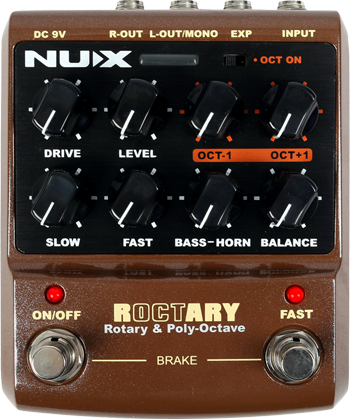 DC 9V R-OUT L-OUT/MONO EXP INPUT
NUX
• OCT ON
DRIVE LEVEL OCT-1 OCT+1
SLOW FAST BASS-HORN BALANCE
ON/OFF ROCTARY FAST
Rotary & Poly-Octave
BRAKE